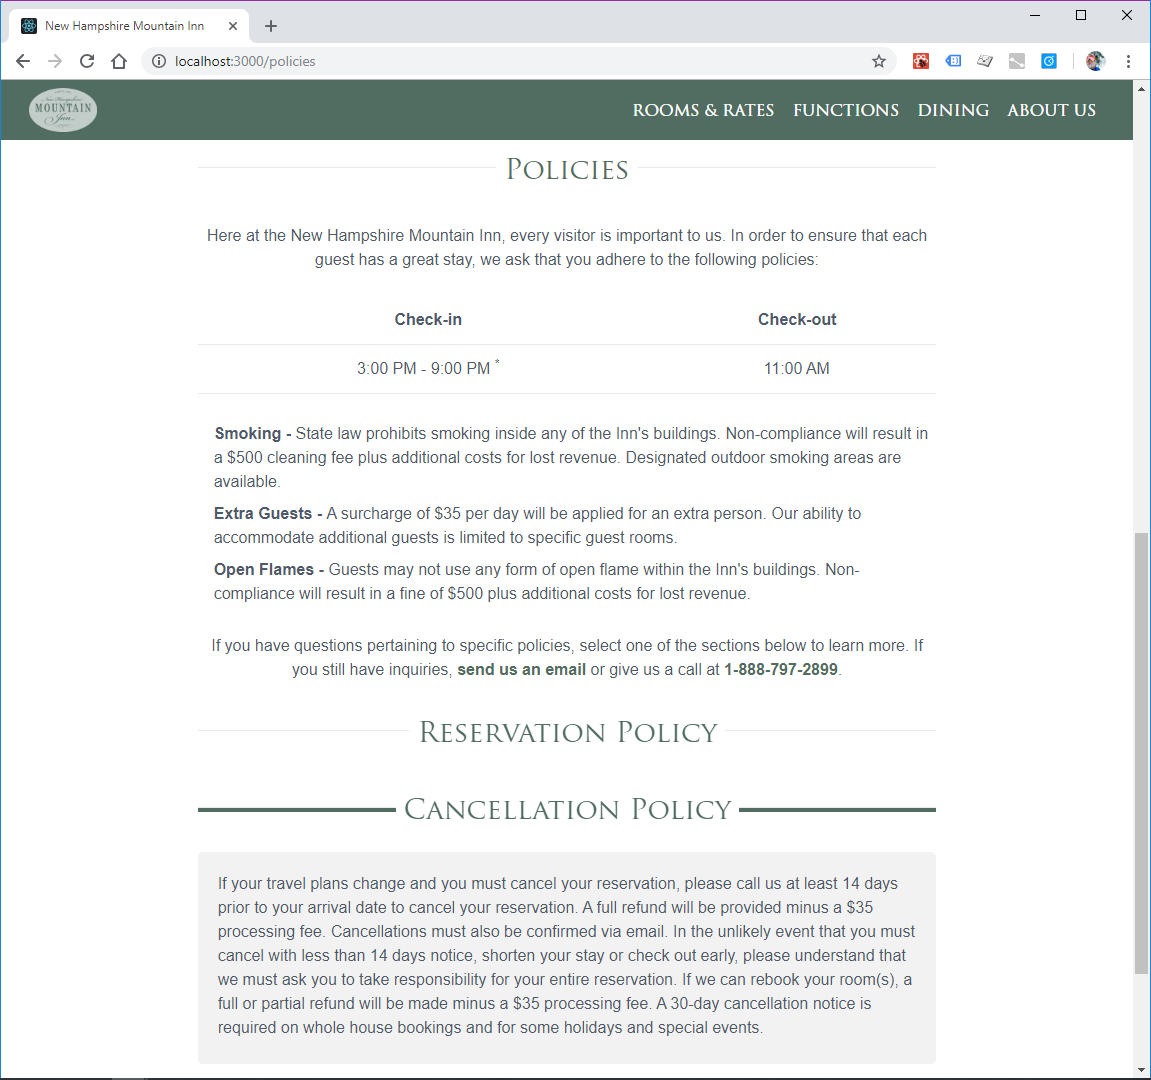 New Hampshire Mountain Inn
localhost:3000/policies
New Hampshire
MOUNTAIN
Inn
ROOMS & RATES FUNCTIONS DINING ABOUT US
POLICIES
Here at the New Hampshire Mountain Inn, every visitor is important to us. In order to ensure that each
guest has a great stay, we ask that you adhere to the following policies:
Check-in Check-out
3:00 PM - 9:00 PM * 11:00 AM
Smoking - State law prohibits smoking inside any of the Inn's buildings. Non-compliance will result in
a $500 cleaning fee plus additional costs for lost revenue. Designated outdoor smoking areas are
available.
Extra Guests - A surcharge of $35 per day will be applied for an extra person. Our ability to
accommodate additional guests is limited to specific guest rooms.
Open Flames - Guests may not use any form of open flame within the Inn's buildings. Non-
compliance will result in a fine of $500 plus additional costs for lost revenue.
If you have questions pertaining to specific policies, select one of the sections below to learn more. If
you still have inquiries, send us an email or give us a call at 1-888-797-2899.
RESERVATION POLICY
CANCELLATION POLICY
If your travel plans change and you must cancel your reservation, please call us at least 14 days
prior to your arrival date to cancel your reservation. A full refund will be provided minus a $35
processing fee. Cancellations must also be confirmed via email. In the unlikely event that you must
cancel with less than 14 days notice, shorten your stay or check out early, please understand that
we must ask you to take responsibility for your entire reservation. If we can rebook your room(s), a
full or partial refund will be made minus a $35 processing fee. A 30-day cancellation notice is
required on whole house bookings and for some holidays and special events.